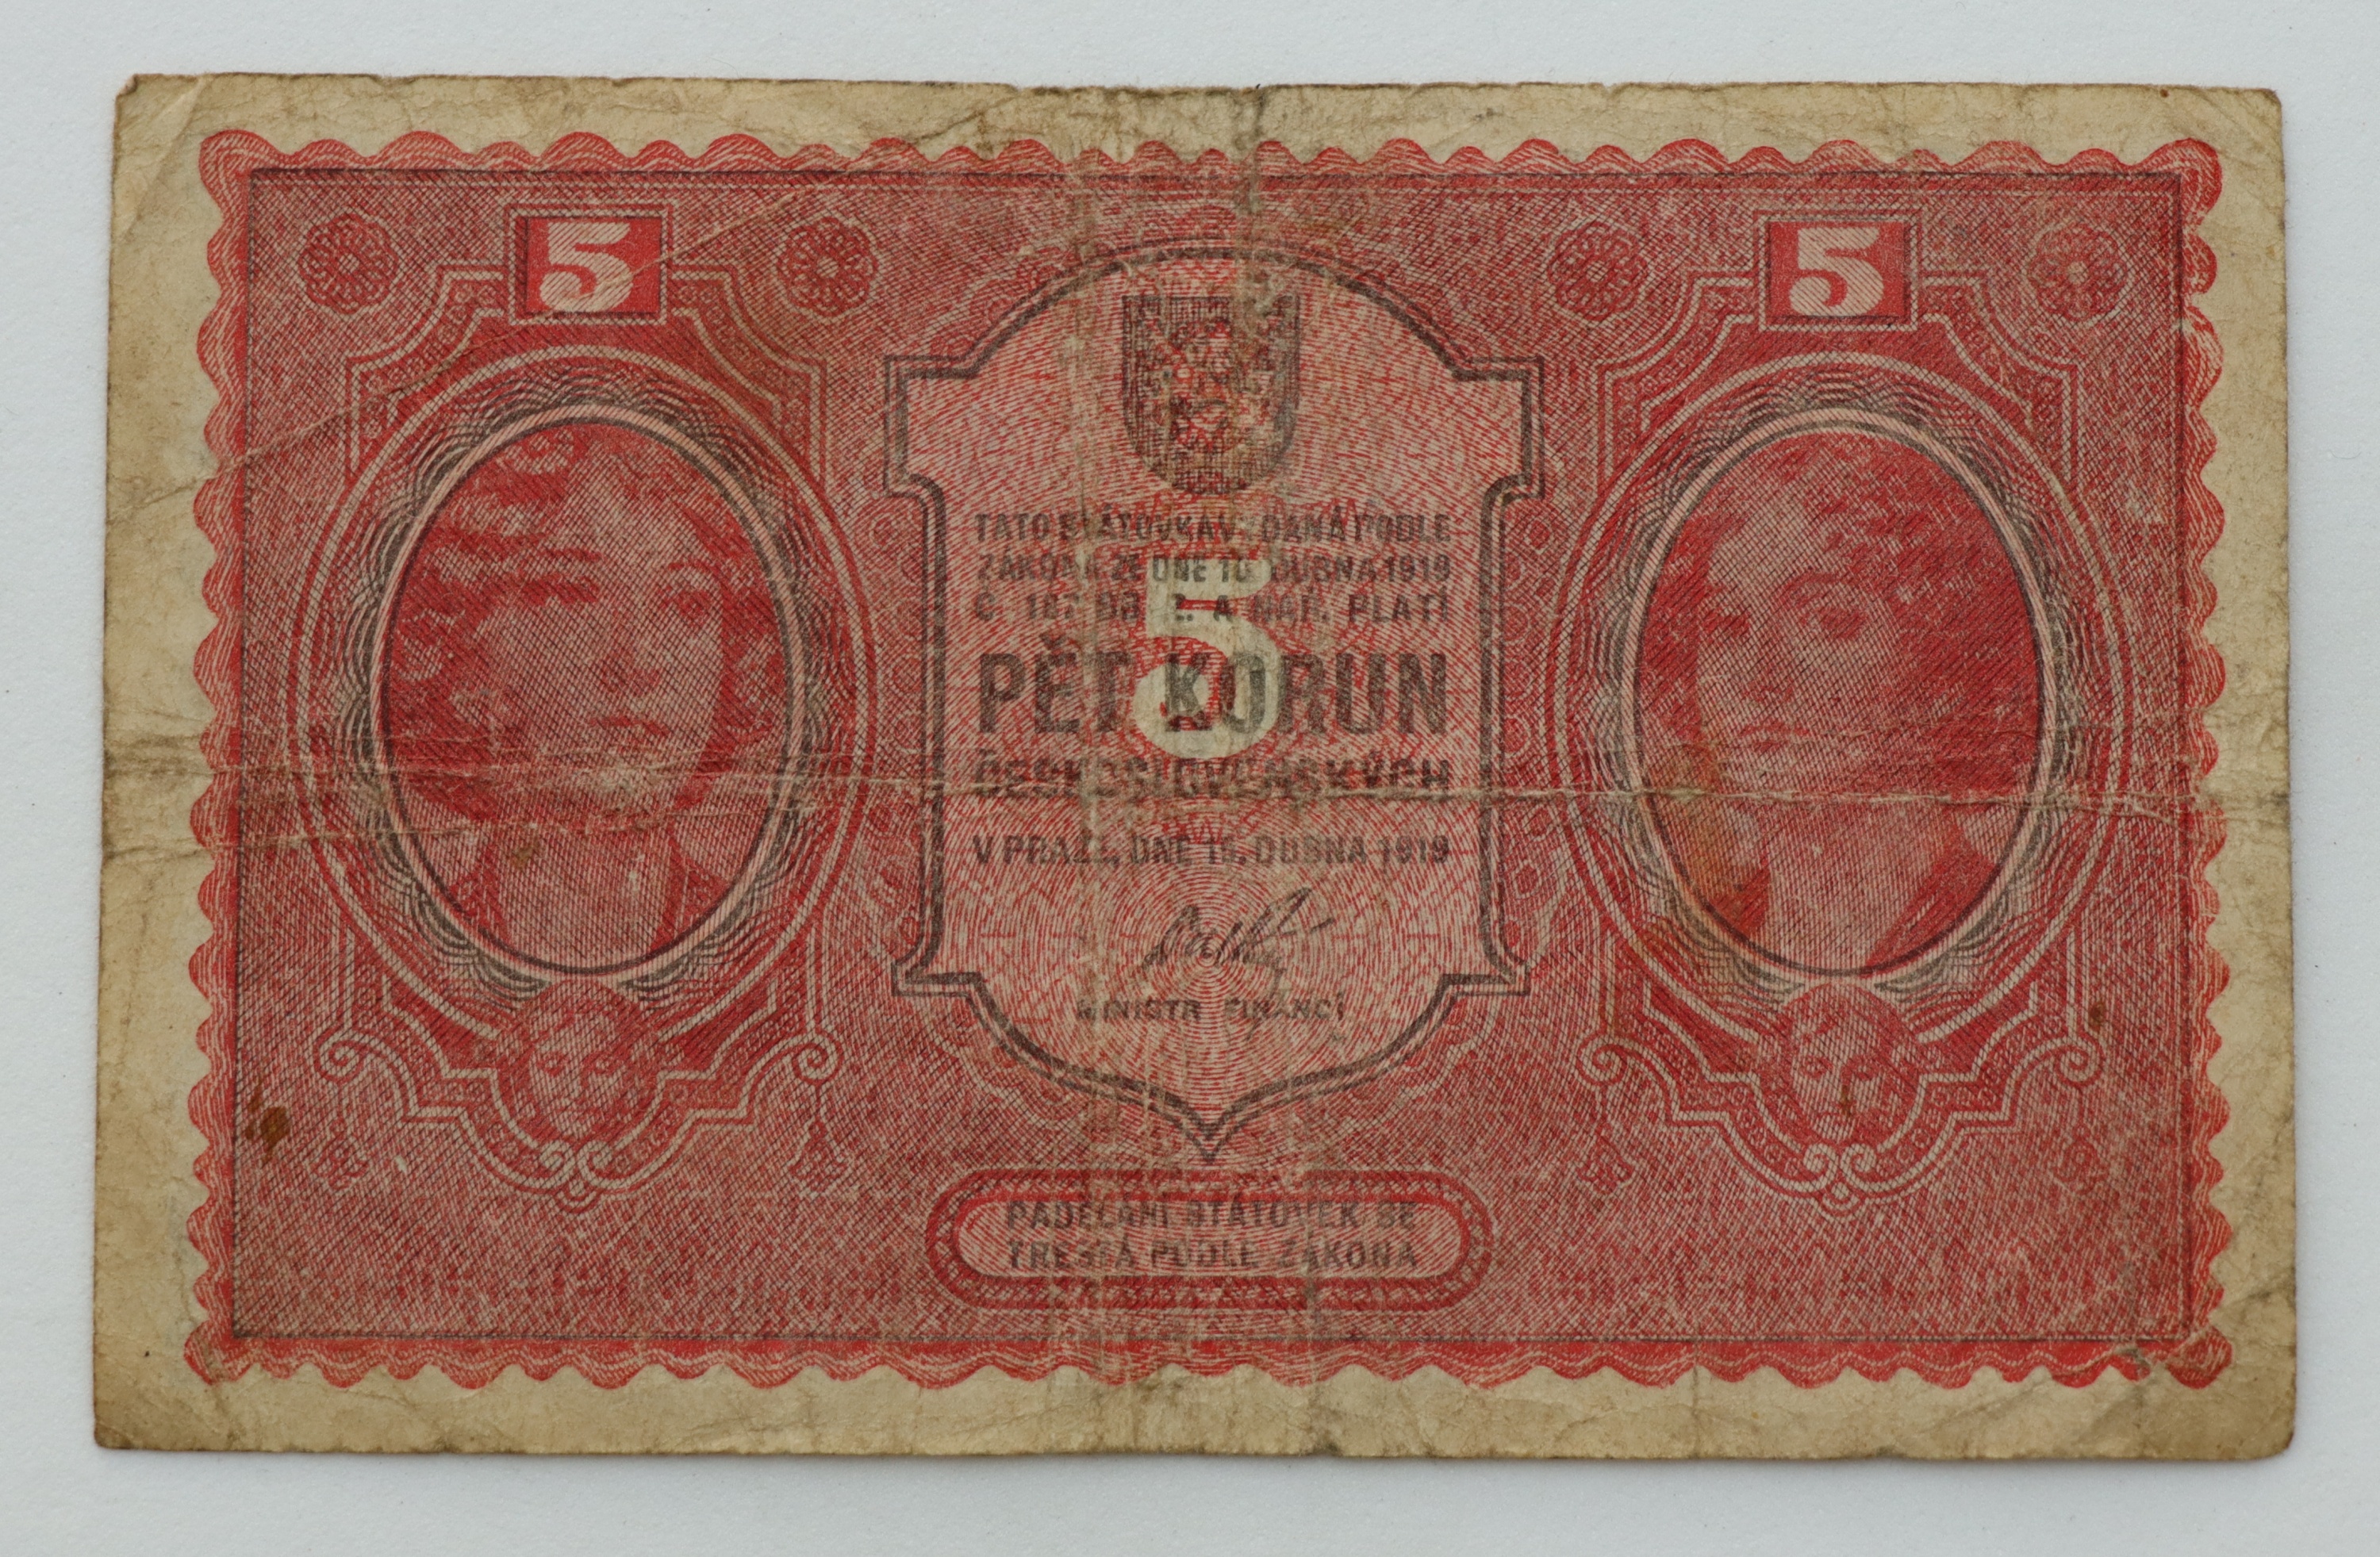 5 5
TATO STÁTOVKA VYDANÁ PODLE
ZÁKONA ZE DNE 10. DUBNA 1919
Č. 187 SB. Z. A NAŘ. PLATÍ
5
PĚT KORUN
ČESKOSLOVENSKÝCH
V PRAZE, DNE 15. DUBNA 1919
MINISTR FINANCÍ
PADĚLÁNÍ STÁTOVEK SE
TRESTÁ PODLE ZÁKONA